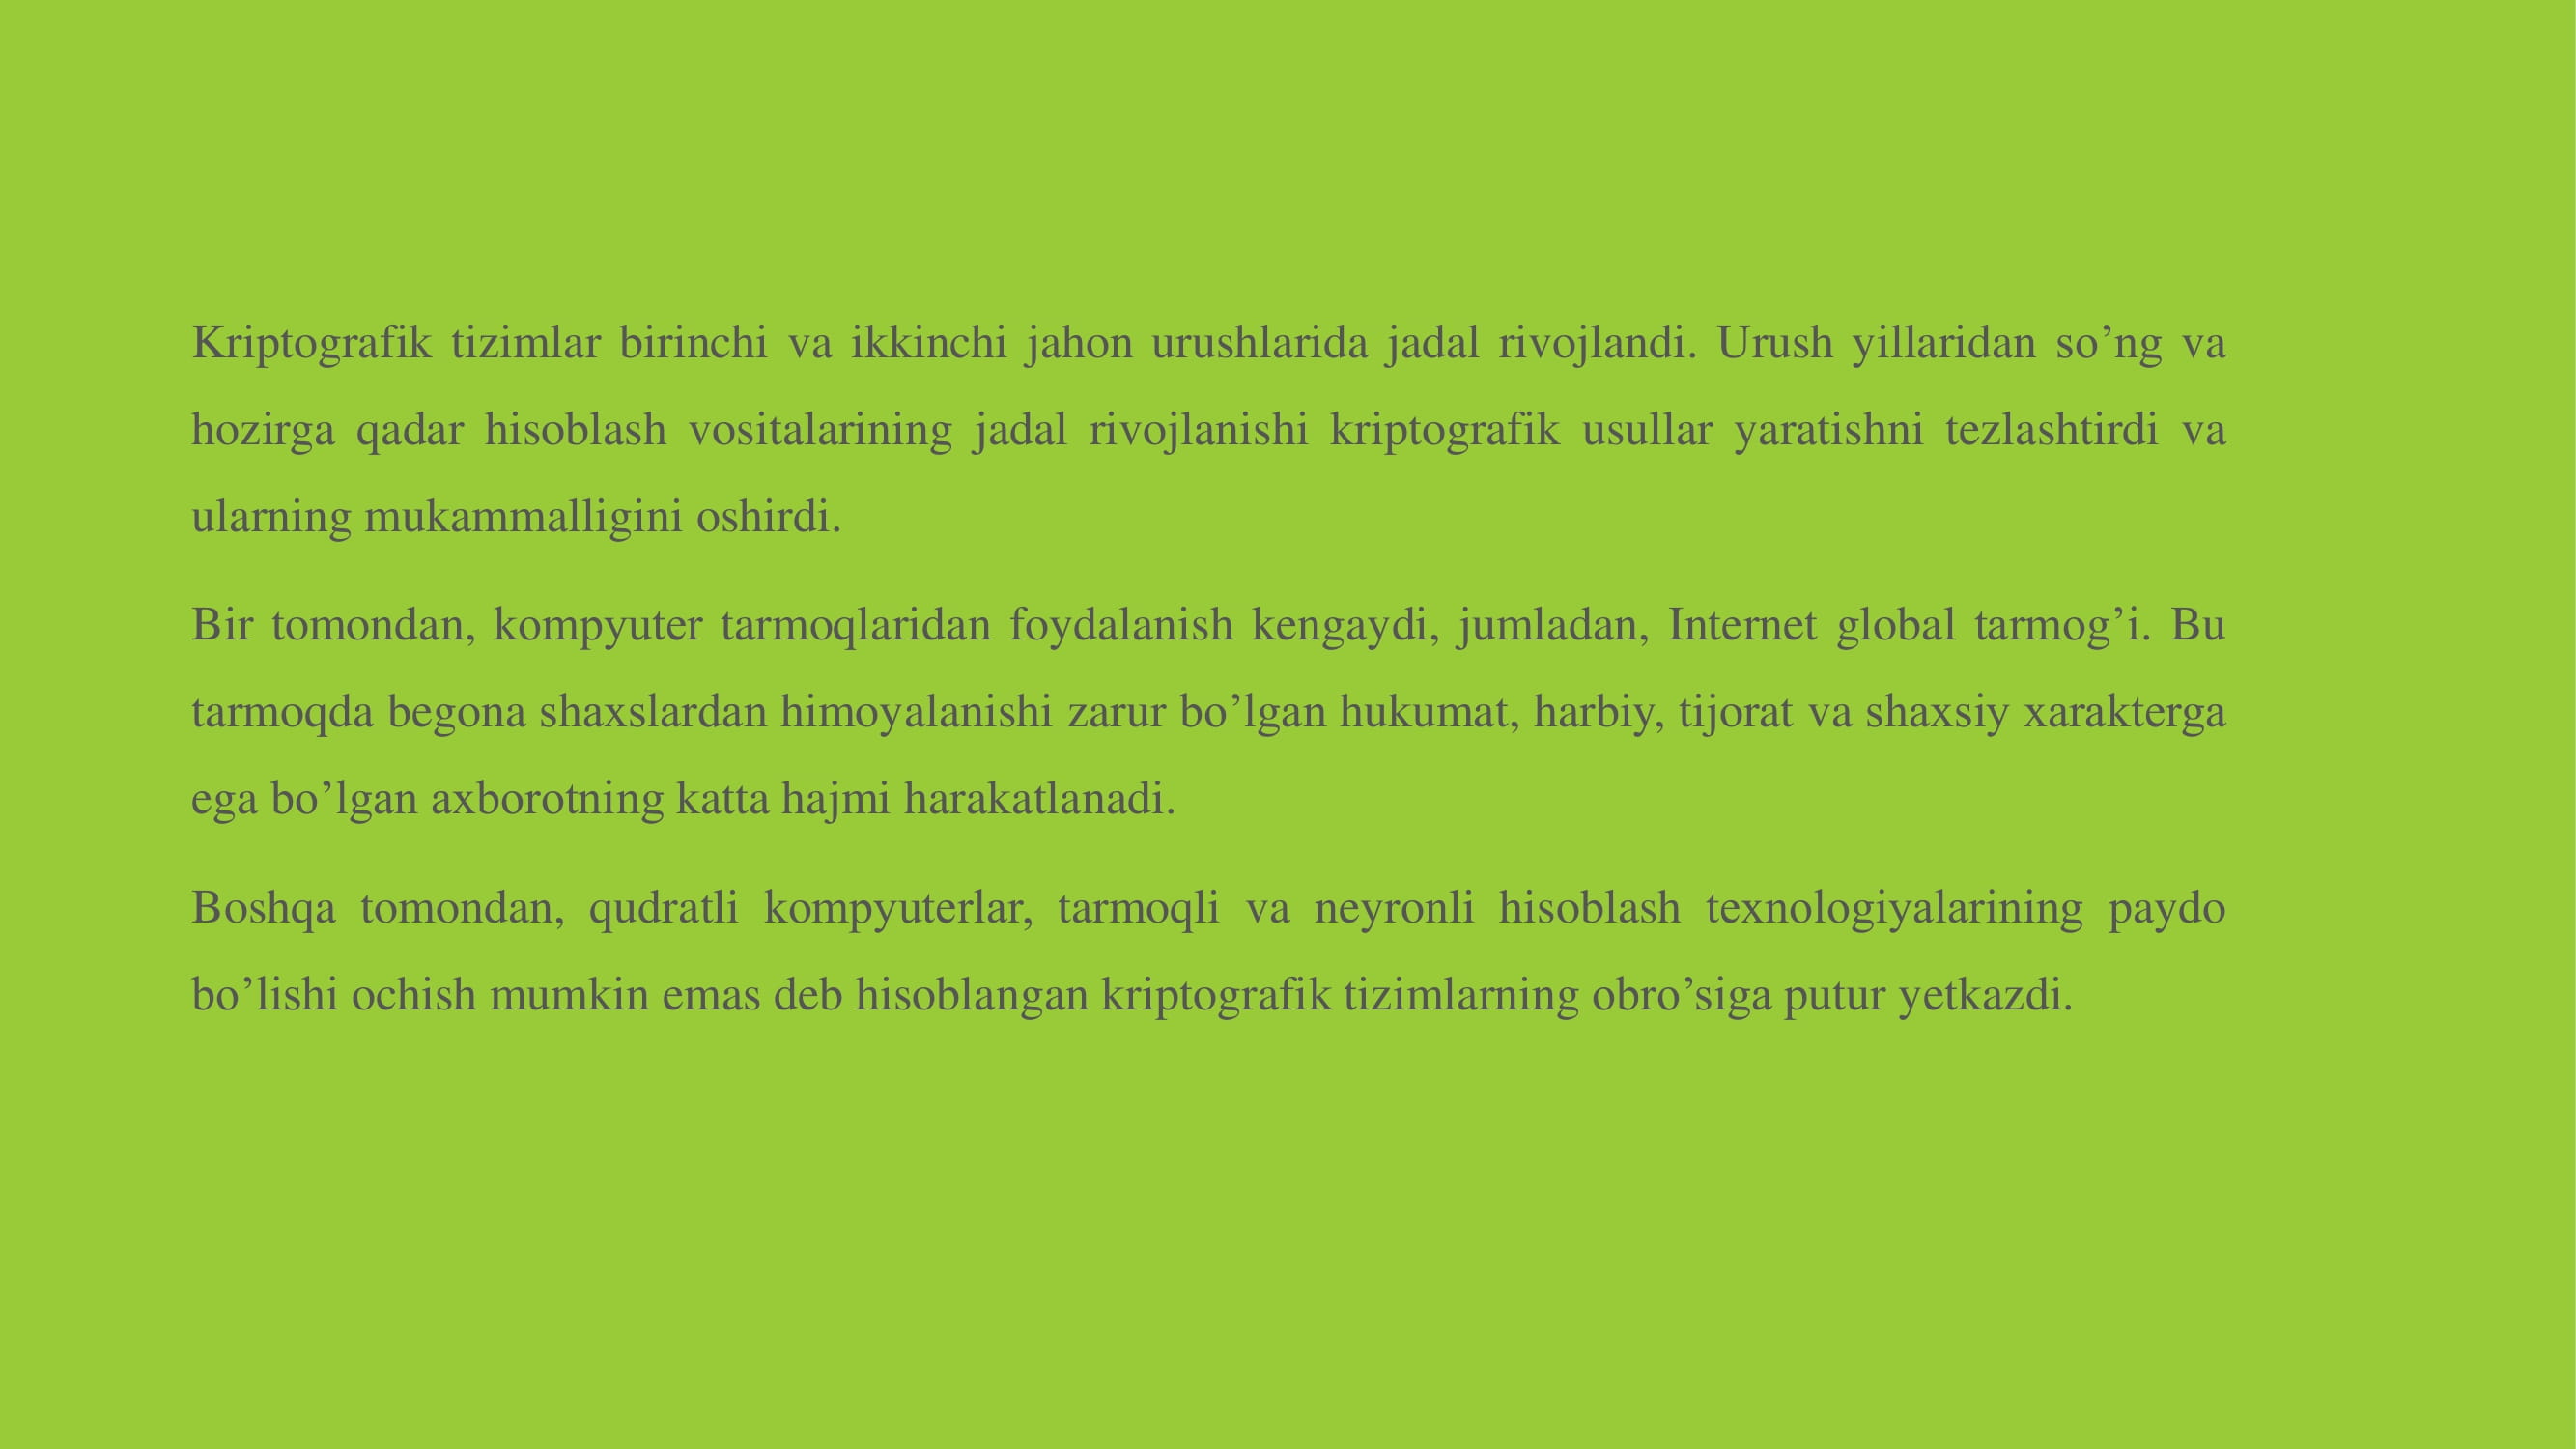 Kriptografik tizimlar birinchi va ikkinchi jahon urushlarida jadal rivojlandi. Urush yillaridan so’ng va
hozirga qadar hisoblash vositalarining jadal rivojlanishi kriptografik usullar yaratishni tezlashtirdi va
ularning mukammalligini oshirdi.
Bir tomondan, kompyuter tarmoqlaridan foydalanish kengaydi, jumladan, Internet global tarmog’i. Bu
tarmoqda begona shaxslardan himoyalanishi zarur bo’lgan hukumat, harbiy, tijorat va shaxsiy xarakterga
ega bo’lgan axborotning katta hajmi harakatlanadi.
Boshqa tomondan, qudratli kompyuterlar, tarmoqli va neyronli hisoblash texnologiyalarining paydo
bo’lishi ochish mumkin emas deb hisoblangan kriptografik tizimlarning obro’siga putur yetkazdi.